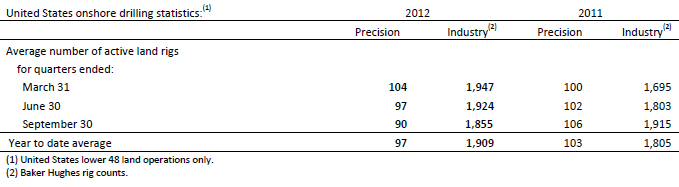 United States onshore drilling statistics:(1) 2012 2011
Precision Industry(2) Precision Industry(2)
Average number of active land rigs
for quarters ended:
March 31 104 1,947 100 1,695
June 30 97 1,924 102 1,803
September 30 90 1,855 106 1,915
Year to date average 97 1,909 103 1,805
(1) United States lower 48 land operations only.
(2) Baker Hughes rig counts.